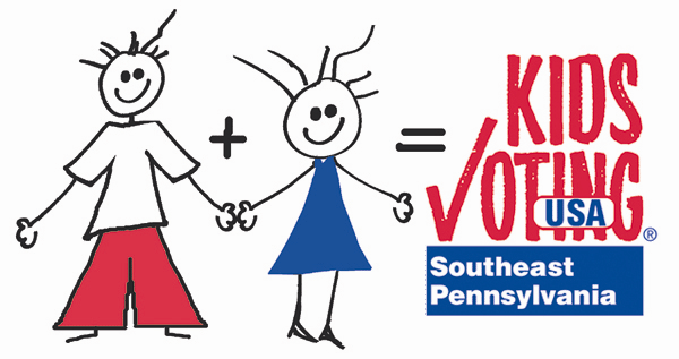 + =
KIDS
VOTING
USA ®
Southeast
Pennsylvania